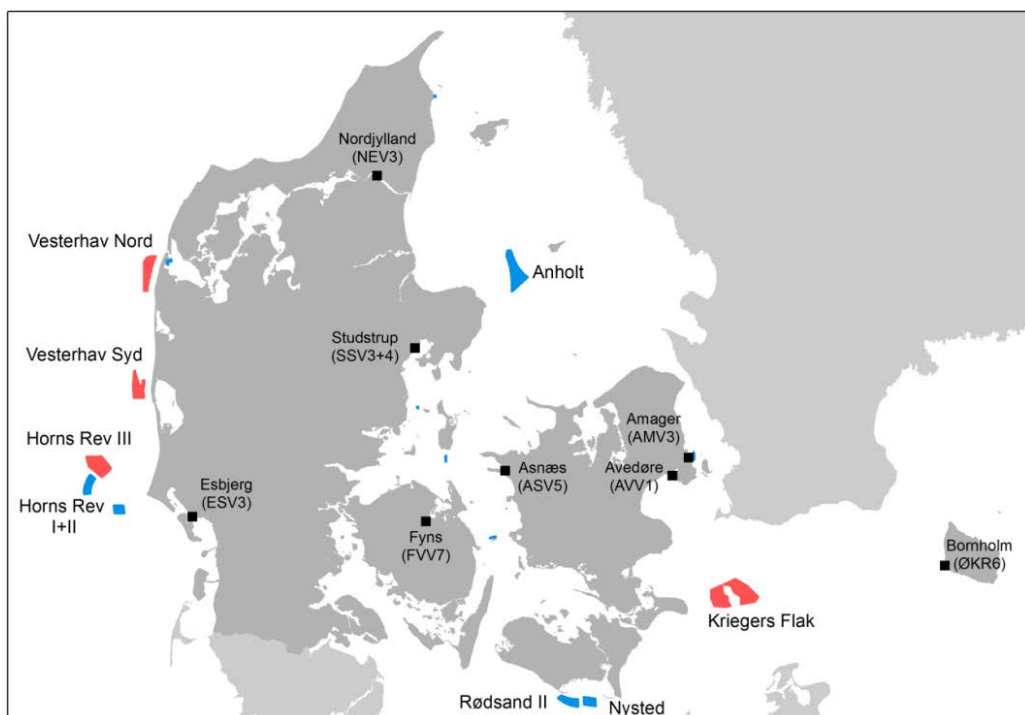 Nordjylland
(NEV3)
Vesterhav Nord
Anholt
Studstrup
(SSV3+4)
Vesterhav Syd
Horns Rev III
Amager
(AMV3)
Asnæs
(ASV5)
Avedøre
(AVV1)
Esbjerg
(ESV3)
Horns Rev
I+II
Fyns
(FVV7)
Bornholm
(ØKR6)
Kriegers Flak
Rødsand II
Nysted